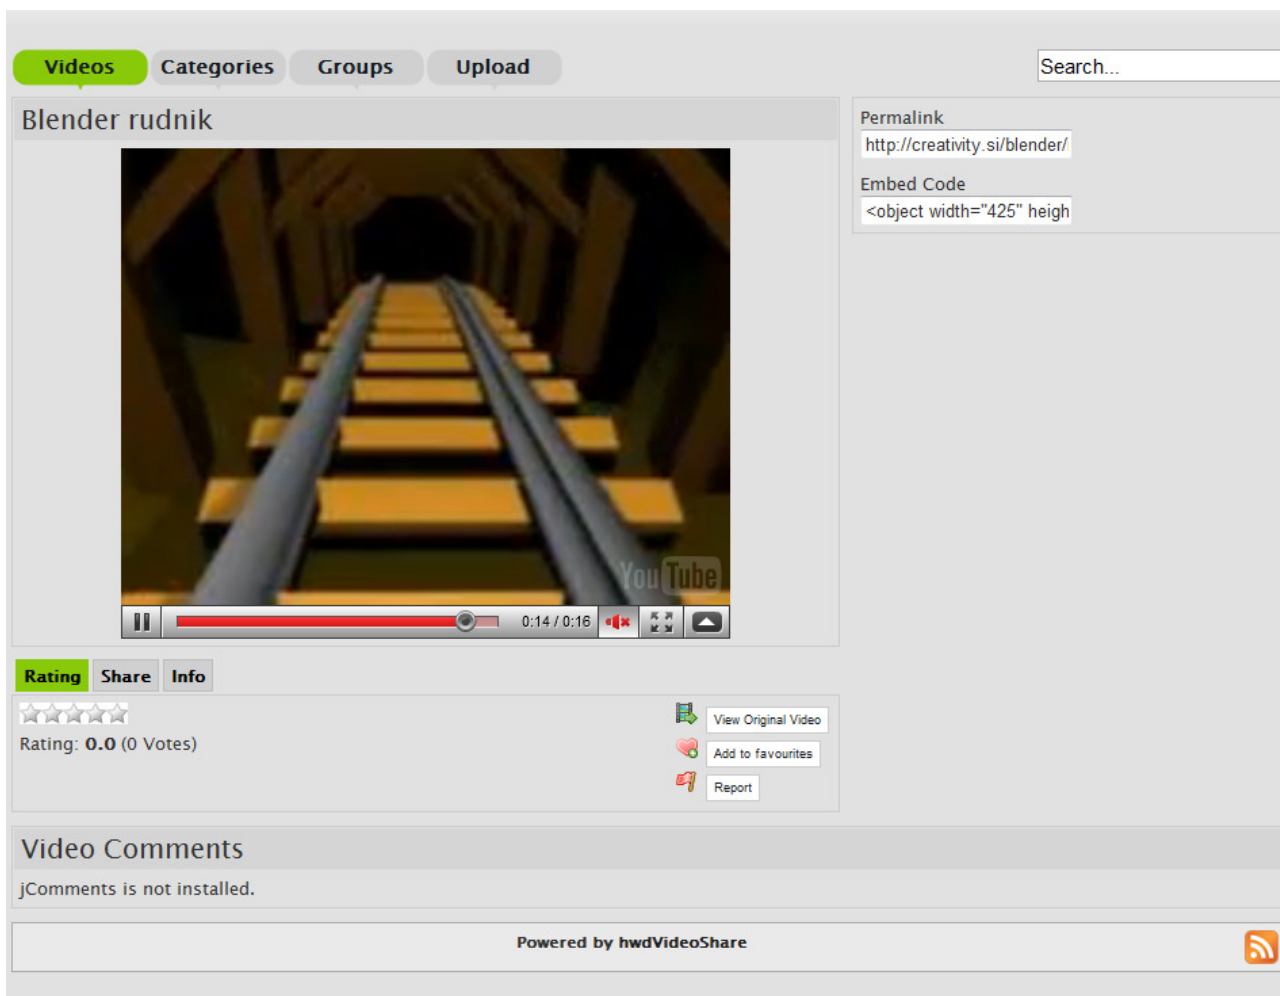 Videos Categories Groups Upload
Search...
Blender rudnik
Permalink
http://creativity.si/blender/
Embed Code
<object width="425" heigh
YouTube
0:14 / 0:16
Rating Share Info
View Original Video
Rating: 0.0 (0 Votes)
Add to favourites
Report
Video Comments
jComments is not installed.
Powered by hwdVideoShare